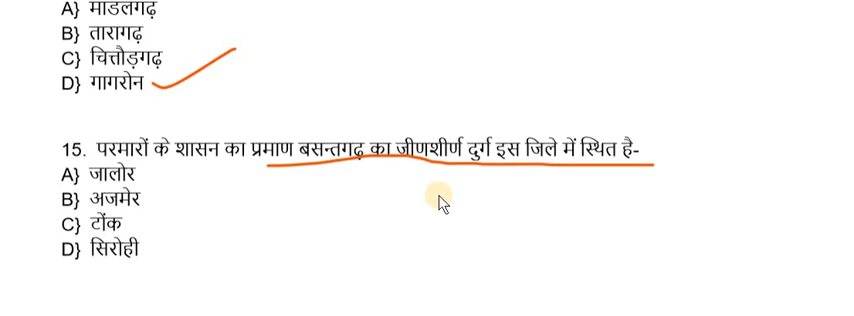 A} मांडलगढ़
B} तारागढ़
C} चित्तौड़गढ़
D} गागरोन
15. परमारों के शासन का प्रमाण बसन्तगढ़ का जीणशीर्ण दुर्ग इस जिले में स्थित है-
A} जालोर
B} अजमेर
C} टोंक
D} सिरोही